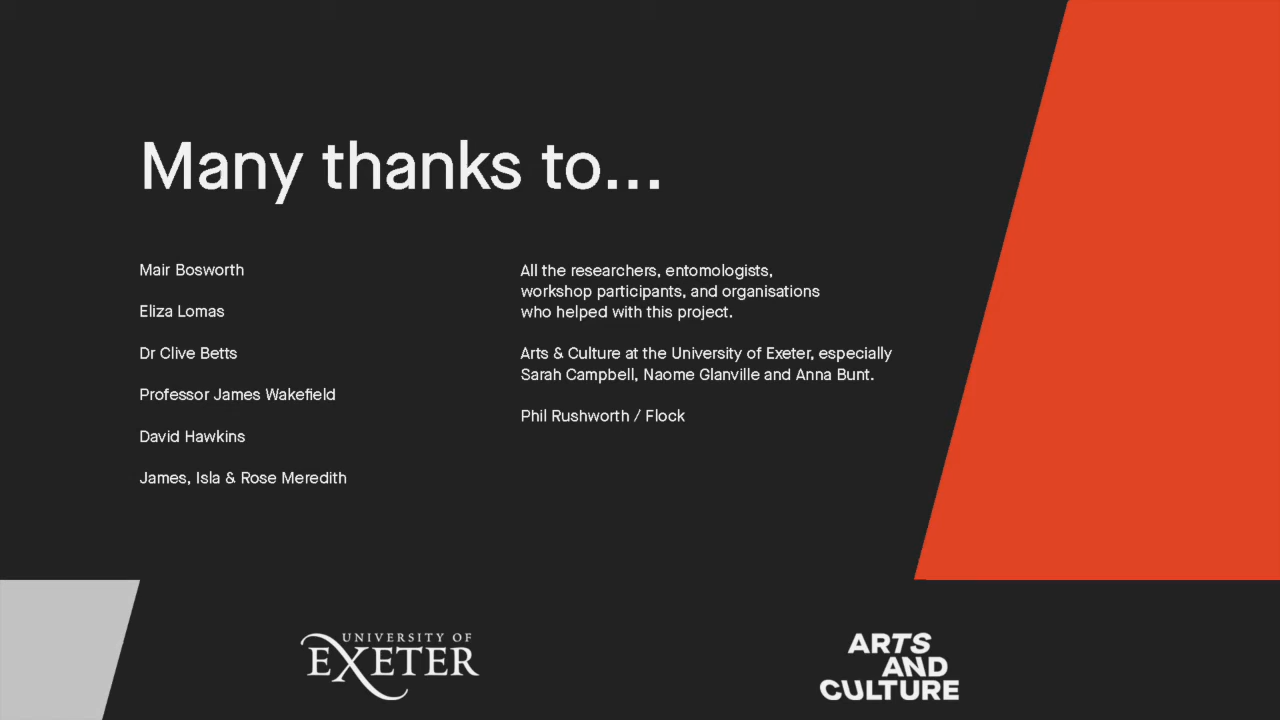 Many thanks to...
Mair Bosworth
Eliza Lomas
Dr Clive Betts
Professor James Wakefield
David Hawkins
James, Isla & Rose Meredith
All the researchers, entomologists,
workshop participants, and organisations
who helped with this project.
Arts & Culture at the University of Exeter, especially
Sarah Campbell, Naome Glanville and Anna Bunt.
Phil Rushworth / Flock
UNIVERSITY OF
EXETER
ARTS
AND
CULTURE